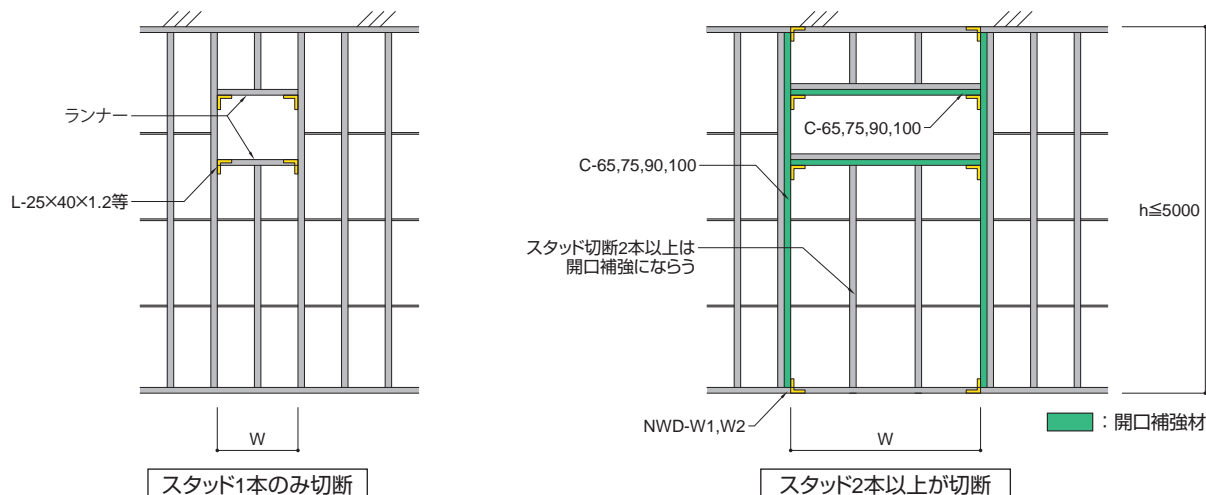 ランナー
L-25×40×1.2等
W
スタッド1本のみ切断
C-65,75,90,100
C-65,75,90,100
スタッド切断2本以上は
開口補強にならう
NWD-W1,W2
W
h≦5000
：開口補強材
スタッド2本以上が切断